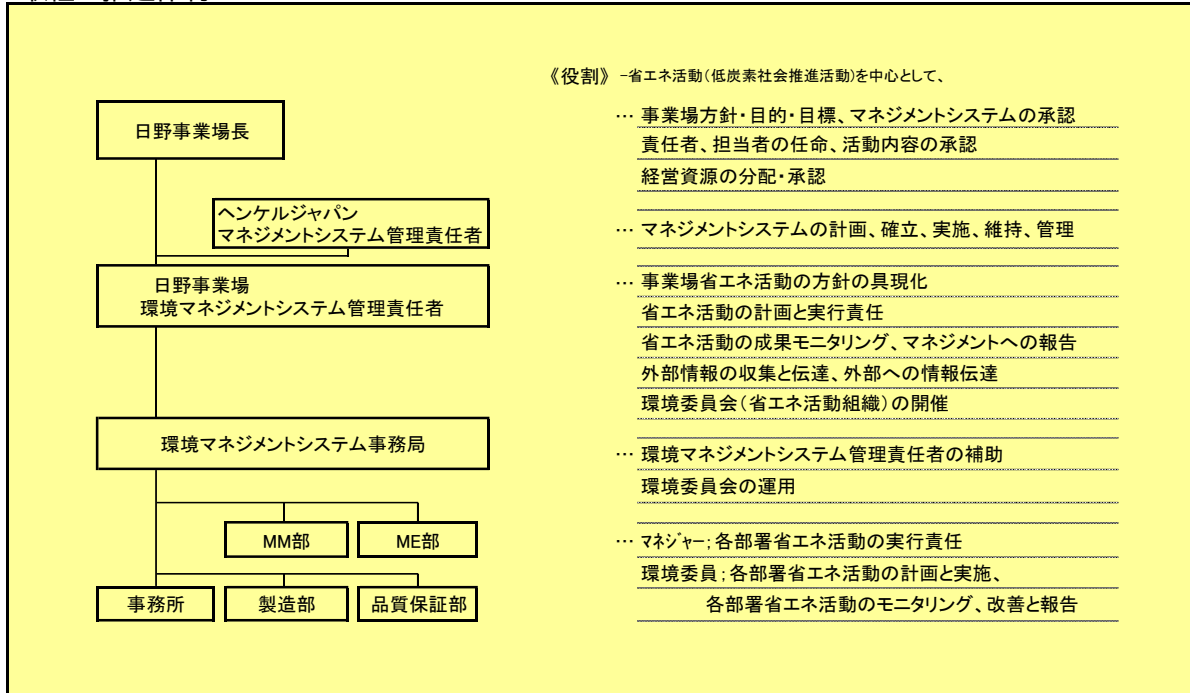 《役割》 -省エネ活動(低炭素社会推進活動)を中心として、
日野事業場長
… 事業場方針・目的・目標、マネジメントシステムの承認
責任者、担当者の任命、活動内容の承認
経営資源の分配・承認
ヘンケルジャパン
マネジメントシステム管理責任者
… マネジメントシステムの計画、確立、実施、維持、管理
日野事業場
環境マネジメントシステム管理責任者
… 事業場省エネ活動の方針の具現化
省エネ活動の計画と実行責任
省エネ活動の成果モニタリング、マネジメントへの報告
外部情報の収集と伝達、外部への情報伝達
環境委員会(省エネ活動組織)の開催
環境マネジメントシステム事務局
… 環境マネジメントシステム管理責任者の補助
環境委員会の運用
MM部
ME部
事務所
製造部
品質保証部
… マネジャー;各部署省エネ活動の実行責任
環境委員;各部署省エネ活動の計画と実施、
各部署省エネ活動のモニタリング、改善と報告